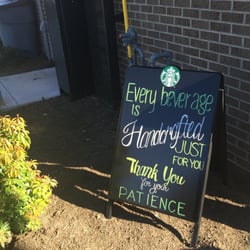 Every beverage
IS
Handcrafted
JUST
FOR YOU
Thank You
for your
PATIENCE